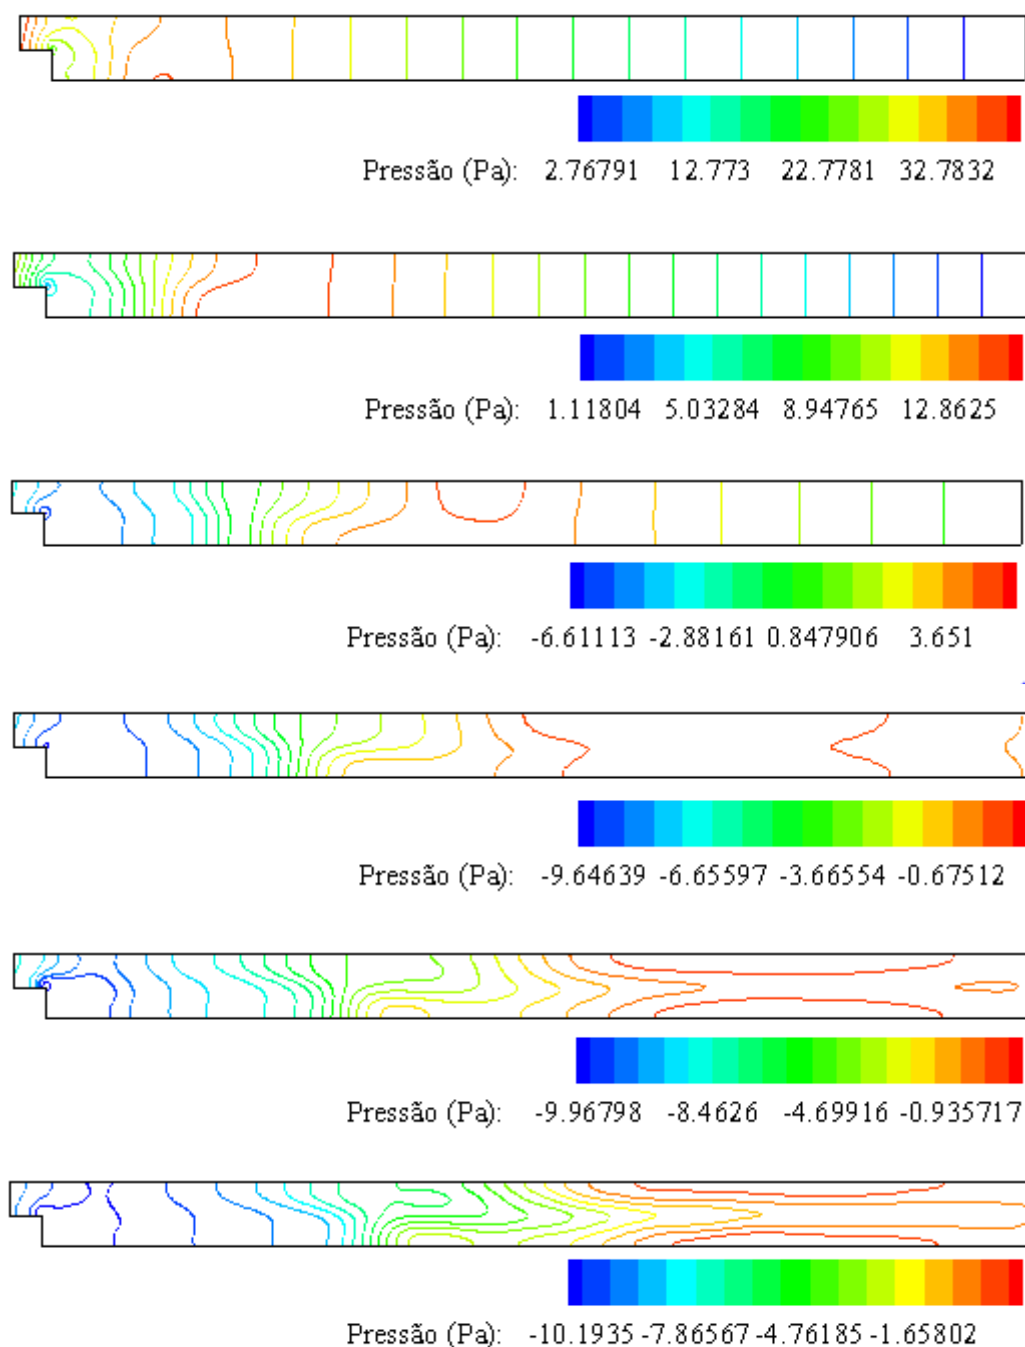 Pressão (Pa): 2.76791 12.773 22.7781 32.7832
Pressão (Pa): 1.11804 5.03284 8.94765 12.8625
Pressão (Pa): -6.61113 -2.88161 0.847906 3.651
Pressão (Pa): -9.64639 -6.65597 -3.66554 -0.67512
Pressão (Pa): -9.96798 -8.4626 -4.69916 -0.935717
Pressão (Pa): -10.1935 -7.86567 -4.76185 -1.65802